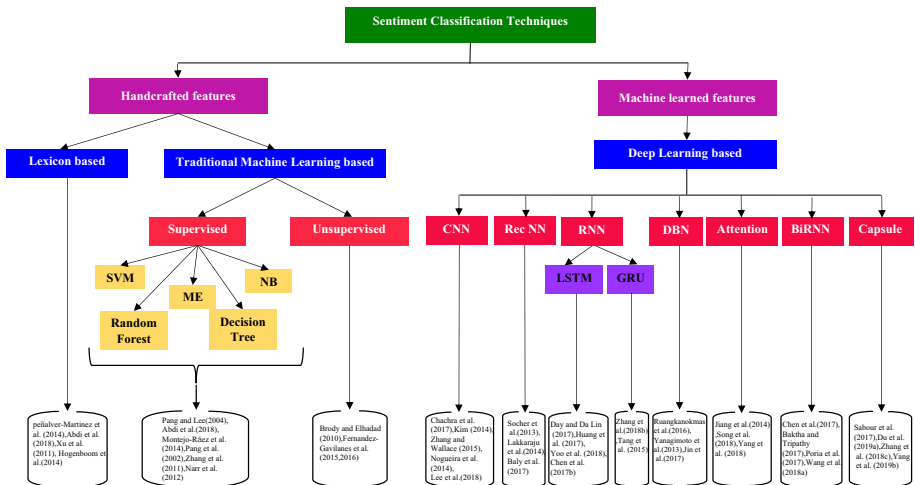 Sentiment Classification Techniques
Handcrafted features
Machine learned features
Lexicon based
Traditional Machine Learning based
Deep Learning based
Supervised
Unsupervised
CNN
Rec NN
RNN
DBN
Attention
BiRNN
Capsule
SVM
ME
NB
LSTM
GRU
Random
Forest
Decision
Tree
peñalver-Martinez
et al. (2014),Abdi et al.
(2018),Xu et al.
(2011), Hogenboom et
al.(2014)
Pang and Lee(2004),
Abdi et al.(2018),
Montejo-Ráez et al.
(2014),Pang et al.
(2002),Zhang et al.
(2011),Narr et al.
(2012)
Brody and Elhadad
(2010),Fernandez-
Gavilanes et al.
(2015,2016)
Chachra et al.
(2017),Kim (2014),
Zhang and
Wallace (2015),
Nogueira et al.
(2014),
Lee et al.(2018)
Socher et
al.(2013),
Lakkaraju et
al.(2014),
Baly et al.
(2017)
Day and Da Lin
(2017),Huang et al.
(2017),
Yoo et al. (2018),
Chen et al.
(2017b)
Zhang et
al.(2018b)
,Tang et
al. (2015)
Ruangkanokmas
et al.(2016),
Yanagimoto et
al.(2013),Jin et al.
(2017)
Jiang et al.(2014)
,Song et al.
(2018),Yang et al.
(2018)
Chen et al.(2017),
Baktha and
Tripathy
(2017),Poria et al.
(2017),Wang et
al.(2018a)
Sabour et al.
(2017),Du et al.
(2019a),Zhang et al.
(2018c),Yang et al.
(2019b)